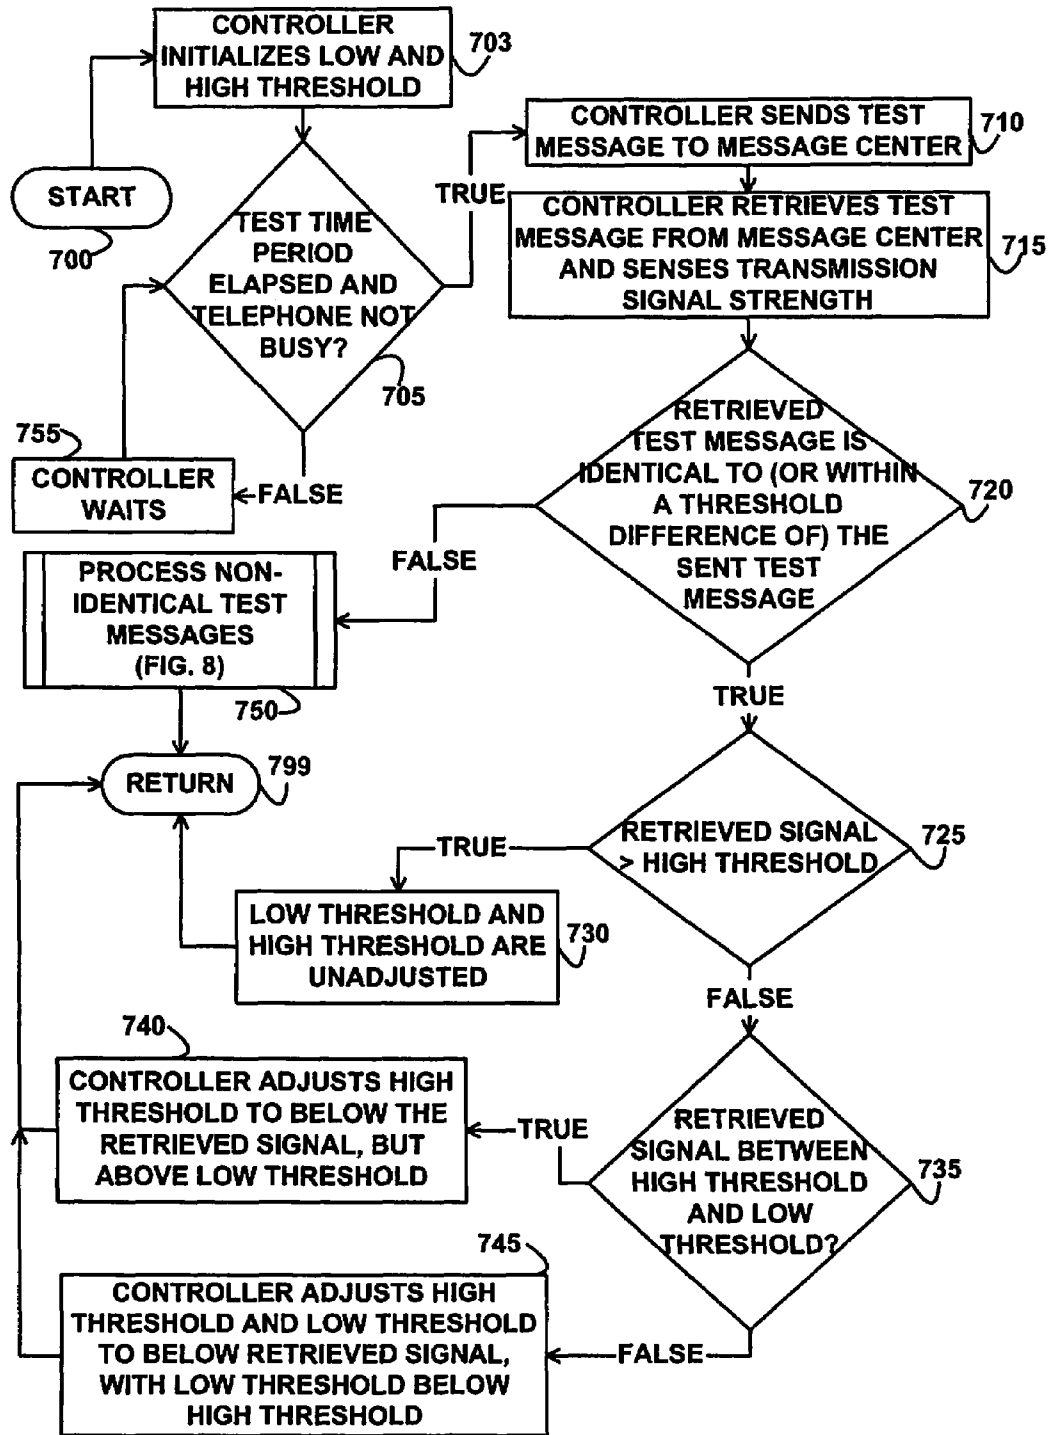 CONTROLLER
INITIALIZES LOW AND
HIGH THRESHOLD
703
START
700
TEST TIME
PERIOD
ELAPSED AND
TELEPHONE NOT
BUSY?
705
TRUE
FALSE
755
CONTROLLER
WAITS
CONTROLLER SENDS TEST
MESSAGE TO MESSAGE CENTER
710
CONTROLLER RETRIEVES TEST
MESSAGE FROM MESSAGE CENTER
AND SENSES TRANSMISSION
SIGNAL STRENGTH
715
RETRIEVED
TEST MESSAGE IS
IDENTICAL TO (OR WITHIN
A THRESHOLD
DIFFERENCE OF) THE
SENT TEST
MESSAGE
720
FALSE
TRUE
PROCESS NON-
IDENTICAL TEST
MESSAGES
(FIG. 8)
750
RETURN
799
RETRIEVED SIGNAL
> HIGH THRESHOLD
725
TRUE
FALSE
LOW THRESHOLD AND
HIGH THRESHOLD ARE
UNADJUSTED
730
RETRIEVED
SIGNAL BETWEEN
HIGH THRESHOLD
AND LOW
THRESHOLD?
735
TRUE
FALSE
740
CONTROLLER ADJUSTS HIGH
THRESHOLD TO BELOW THE
RETRIEVED SIGNAL, BUT
ABOVE LOW THRESHOLD
745
CONTROLLER ADJUSTS HIGH
THRESHOLD AND LOW THRESHOLD
TO BELOW RETRIEVED SIGNAL,
WITH LOW THRESHOLD BELOW
HIGH THRESHOLD